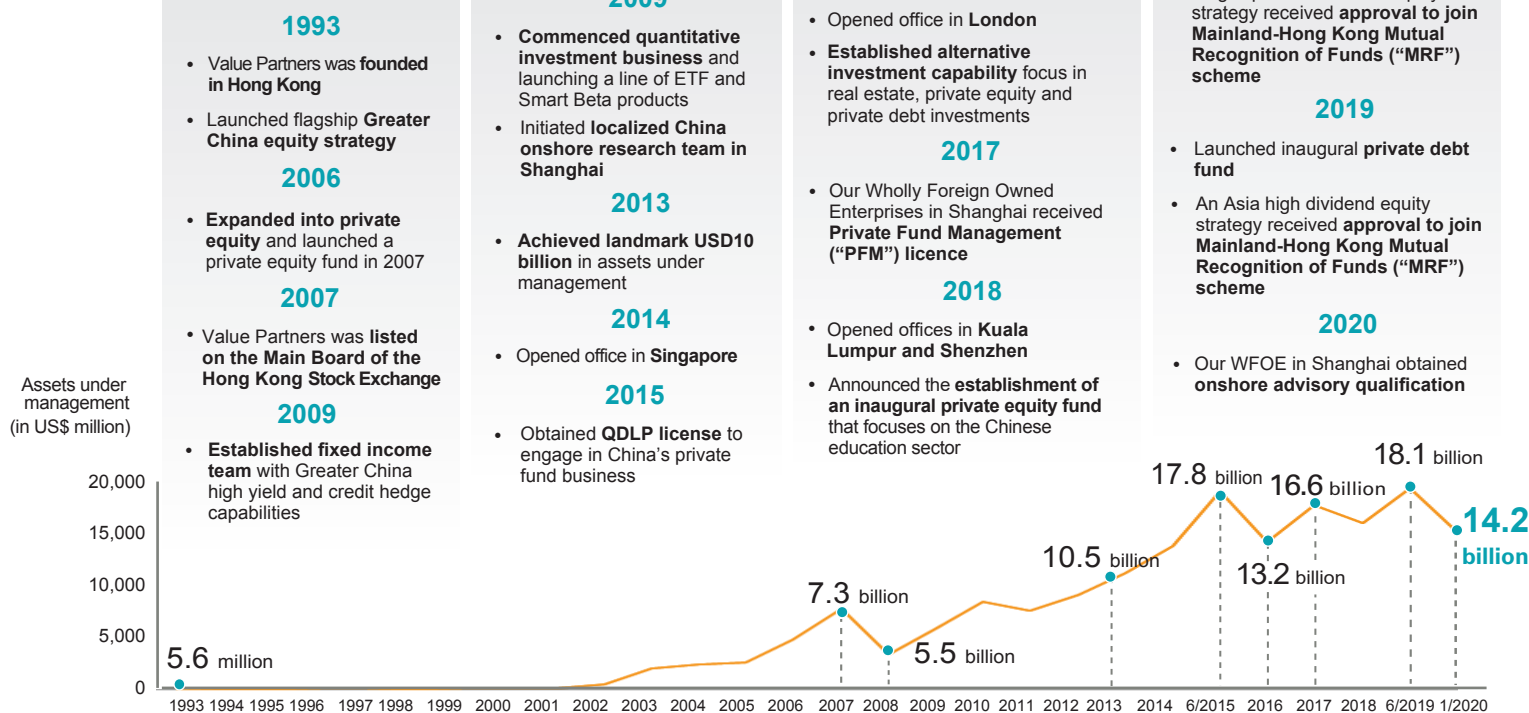 1993
• Value Partners was founded
in Hong Kong
• Launched flagship Greater
China equity strategy
2006
• Expanded into private
equity and launched a
private equity fund in 2007
2007
• Value Partners was listed
on the Main Board of the
Hong Kong Stock Exchange
2009
• Established fixed income
team with Greater China
high yield and credit hedge
capabilities
2009
• Commenced quantitative
investment business and
launching a line of ETF and
Smart Beta products
• Initiated localized China
onshore research team in
Shanghai
2013
• Achieved landmark USD10
billion in assets under
management
2014
• Opened office in Singapore
2015
• Obtained QDLP license to
engage in China's private
fund business
• Opened office in London
• Established alternative
investment capability focus in
real estate, private equity and
private debt investments
2017
• Our Wholly Foreign Owned
Enterprises in Shanghai received
Private Fund Management
("PFM") licence
2018
• Opened offices in Kuala
Lumpur and Shenzhen
• Announced the establishment of
an inaugural private equity fund
that focuses on the Chinese
education sector
strategy received approval to join
Mainland-Hong Kong Mutual
Recognition of Funds ("MRF")
scheme
2019
• Launched inaugural private debt
fund
• An Asia high dividend equity
strategy received approval to join
Mainland-Hong Kong Mutual
Recognition of Funds ("MRF")
scheme
2020
• Our WFOE in Shanghai obtained
onshore advisory qualification
Assets under
management
(in US$ million)
20,000
15,000
10,000
5,000
0
5.6 million
7.3 billion
5.5 billion
10.5 billion
17.8 billion
13.2 billion
16.6 billion
18.1 billion
14.2
billion
1993 1994 1995 1996 1997 1998 1999 2000 2001 2002 2003 2004 2005 2006 2007 2008 2009 2010 2011 2012 2013 2014 6/2015 2016 2017 2018 6/2019 1/2020